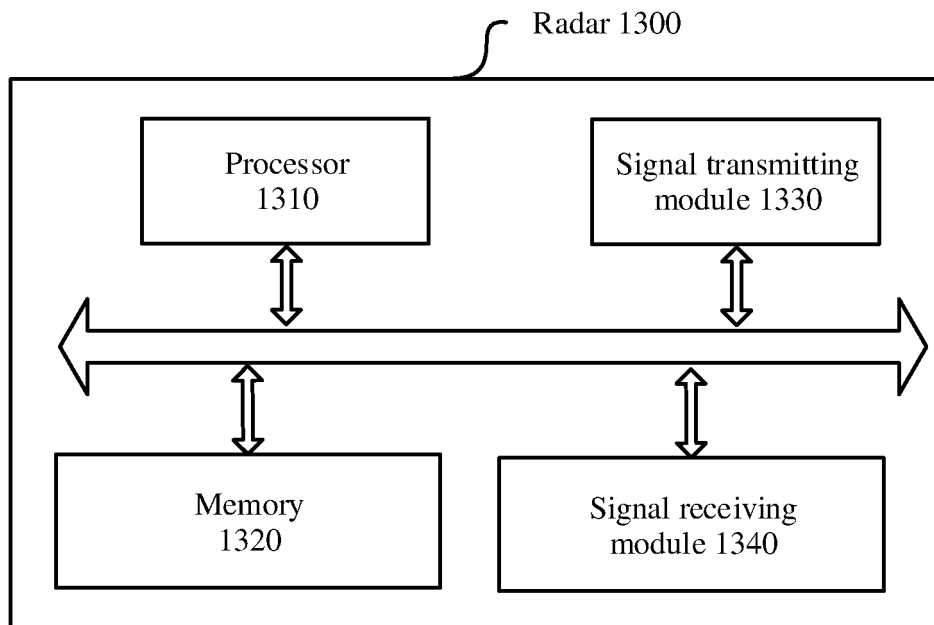 Radar 1300
Processor
1310
Signal transmitting
module 1330
Memory
1320
Signal receiving
module 1340